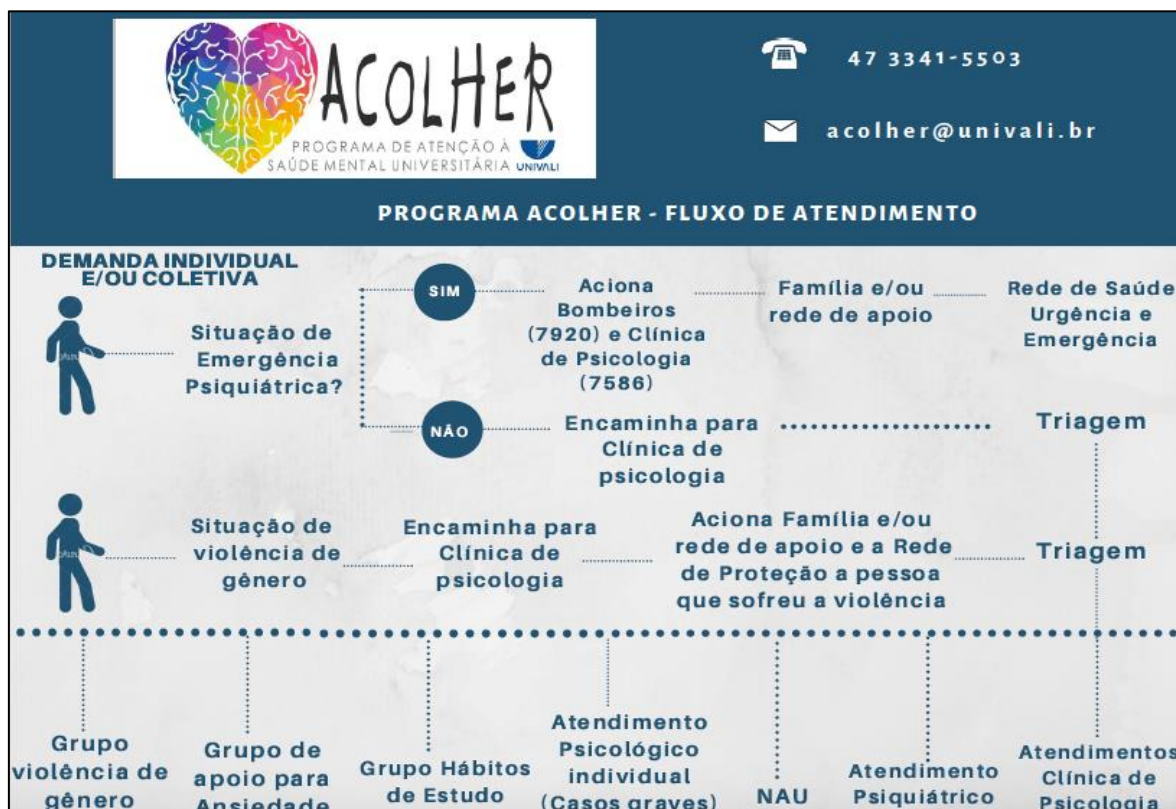 ACOLHER
PROGRAMA DE ATENÇÃO À
SAÚDE MENTAL UNIVERSITÁRIA UNIVALI
47 3341-5503
acolher@univali.br
PROGRAMA ACOLHER - FLUXO DE ATENDIMENTO
DEMANDA INDIVIDUAL
E/OU COLETIVA
Situação de
Emergência
Psiquiátrica?
SIM
Aciona
Bombeiros
(7920) e Clínica
de Psicologia
(7586)
Família e/ou
rede de apoio
Rede de Saúde
Urgência e
Emergência
NÃO
Encaminha para
Clínica de
psicologia
Triagem
Situação de
violência de
gênero
Encaminha para
Clínica de
psicologia
Aciona Família e/ou
rede de apoio e a Rede
de Proteção a pessoa
que sofreu a violência
Triagem
Grupo
violência de
gênero
Grupo de
apoio para
Ansiedade
Grupo Hábitos
de Estudo
Atendimento
Psicológico
individual
(Casos graves)
NAU
Atendimento
Psiquiátrico
Atendimentos
Clínica de
Psicologia